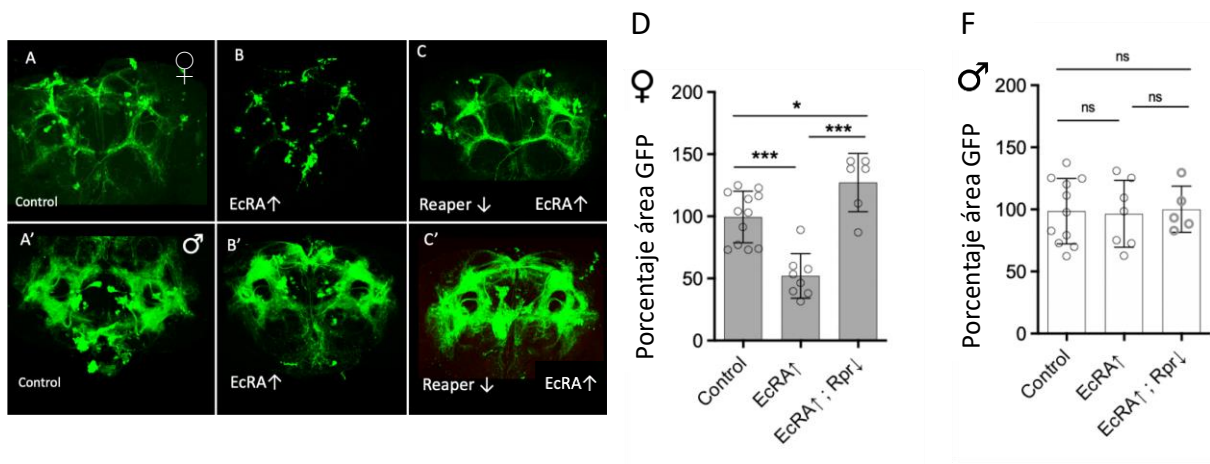 A
♀
Control
B
EcRA↑
C
Reaper ↓ EcRA↑
A'
♂
Control
B'
EcRA↑
C'
Reaper ↓ EcRA↑
D
♀
Porcentaje área GFP
200
150
100
50
0
*
***
***
Control
EcRA↑
EcRA↑; Rpr↓
F
♂
Porcentaje área GFP
200
150
100
50
0
ns
ns
ns
Control
EcRA↑
EcRA↑; Rpr↓